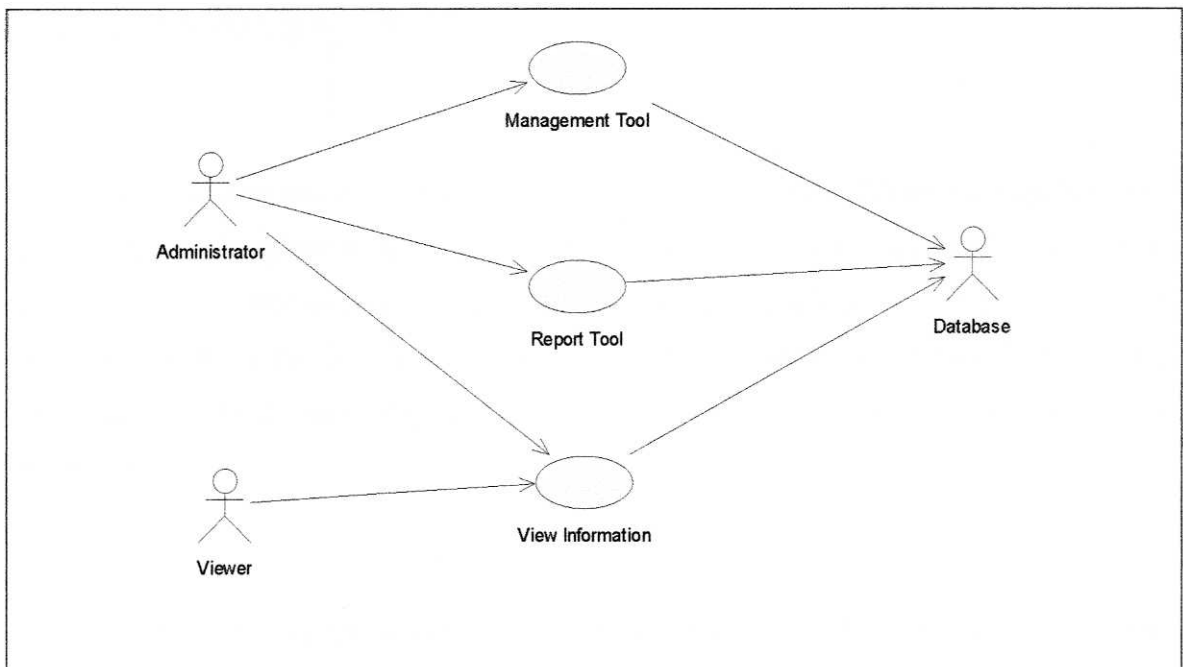 Management Tool
Administrator
Report Tool
Database
View Information
Viewer